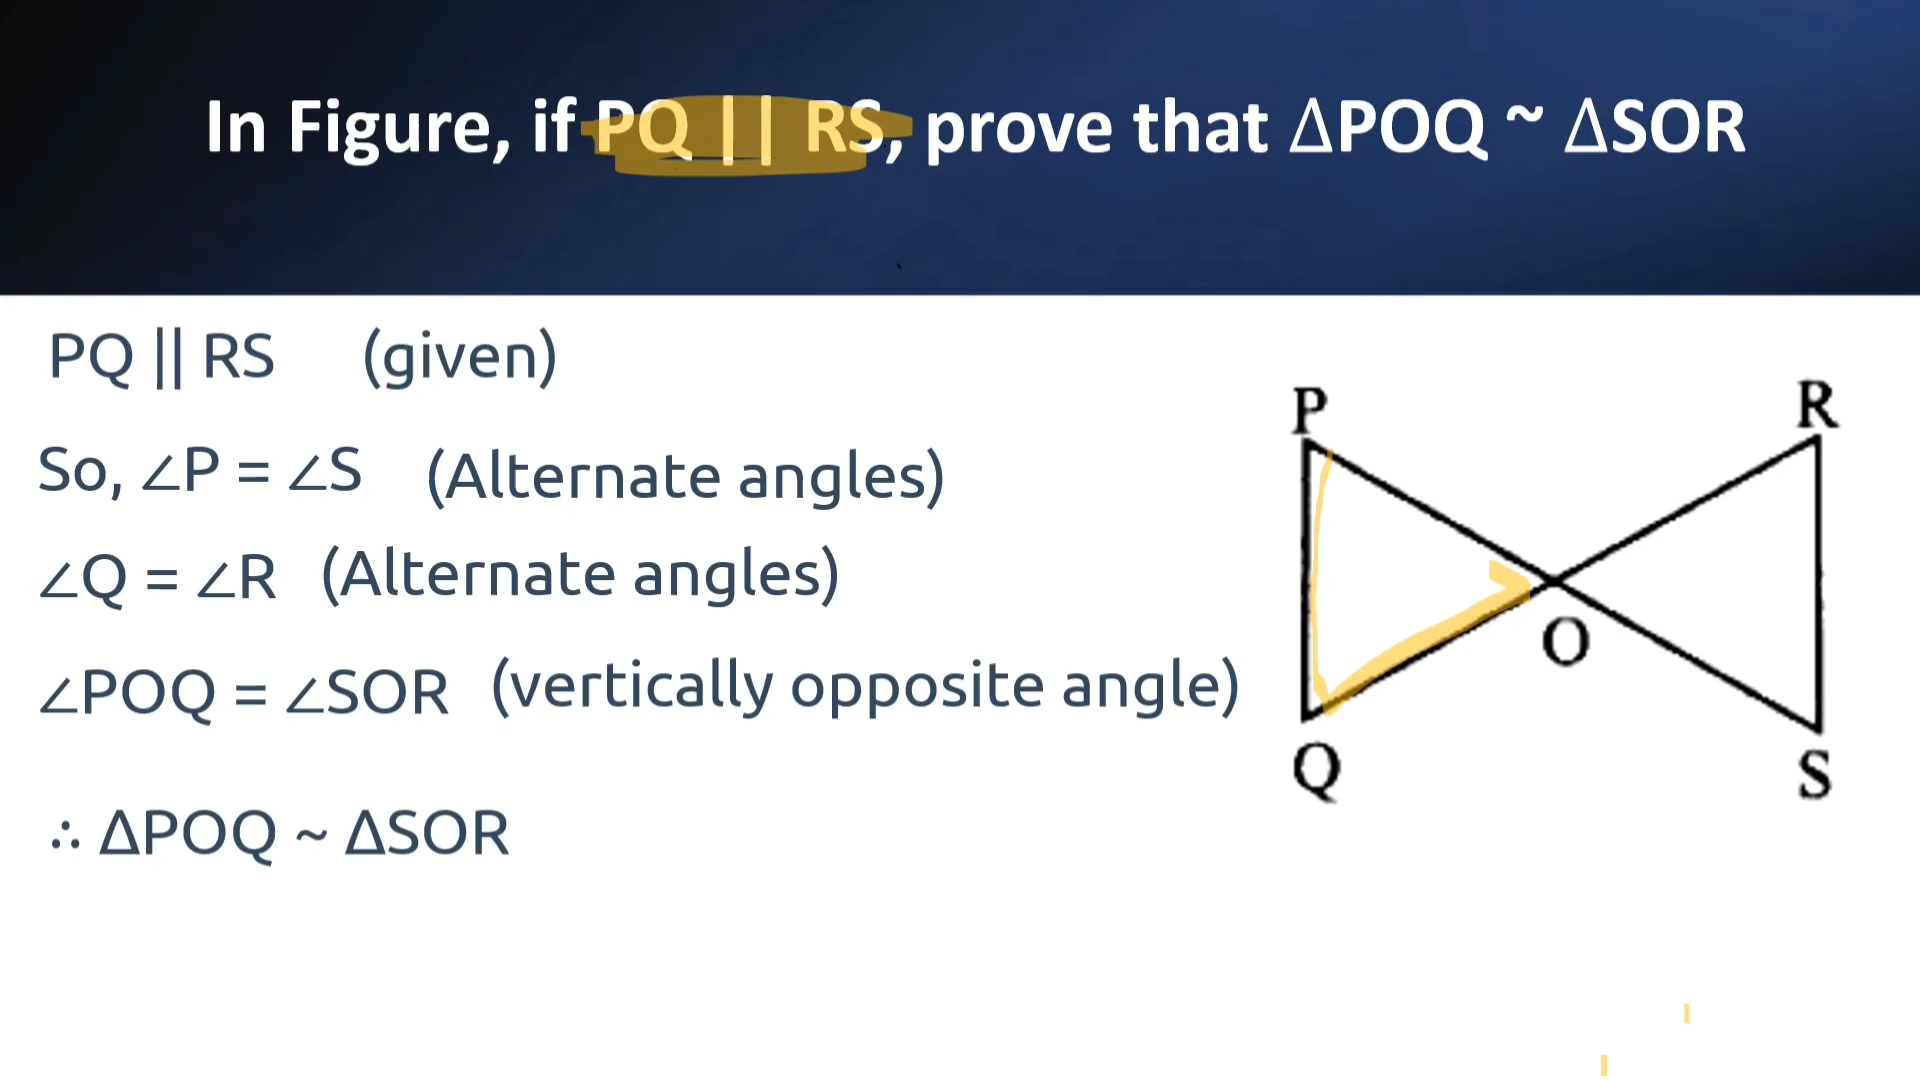 In Figure, if PQ || RS, prove that ΔPOQ ~ ΔSOR
PQ || RS (given)
So, ∠P = ∠S (Alternate angles)
∠Q = ∠R (Alternate angles)
∠POQ = ∠SOR (vertically opposite angle)
∴ ΔPOQ ~ ΔSOR
P
R
O
Q
S